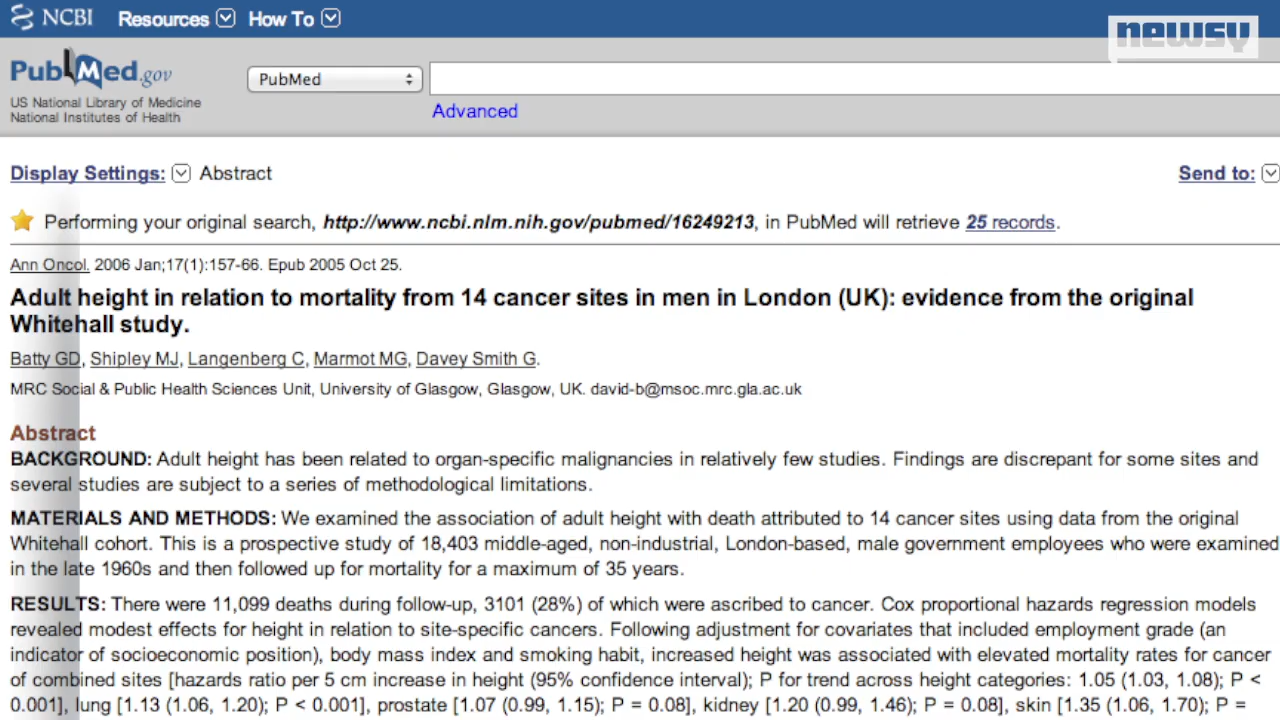 NCBI Resources How To
newsy
PubMed.gov
PubMed
US National Library of Medicine
National Institutes of Health
Advanced
Display Settings: Abstract
Send to:
Performing your original search, http://www.ncbi.nlm.nih.gov/pubmed/16249213, in PubMed will retrieve 25 records.
Ann Oncol. 2006 Jan;17(1):157-66. Epub 2005 Oct 25.
Adult height in relation to mortality from 14 cancer sites in men in London (UK): evidence from the original
Whitehall study.
Batty GD, Shipley MJ, Langenberg C, Marmot MG, Davey Smith G.
MRC Social & Public Health Sciences Unit, University of Glasgow, Glasgow, UK. david-b@msoc.mrc.gla.ac.uk
Abstract
BACKGROUND: Adult height has been related to organ-specific malignancies in relatively few studies. Findings are discrepant for some sites and
several studies are subject to a series of methodological limitations.
MATERIALS AND METHODS: We examined the association of adult height with death attributed to 14 cancer sites using data from the original
Whitehall cohort. This is a prospective study of 18,403 middle-aged, non-industrial, London-based, male government employees who were examined
in the late 1960s and then followed up for mortality for a maximum of 35 years.
RESULTS: There were 11,099 deaths during follow-up, 3101 (28%) of which were ascribed to cancer. Cox proportional hazards regression models
revealed modest effects for height in relation to site-specific cancers. Following adjustment for covariates that included employment grade (an
indicator of socioeconomic position), body mass index and smoking habit, increased height was associated with elevated mortality rates for cancer
of combined sites [hazards ratio per 5 cm increase in height (95% confidence interval); P for trend across height categories: 1.05 (1.03, 1.08); P <
0.001], lung [1.13 (1.06, 1.20); P < 0.001], prostate [1.07 (0.99, 1.15); P = 0.08], kidney [1.20 (0.99, 1.46); P = 0.08], skin [1.35 (1.06, 1.70); P =